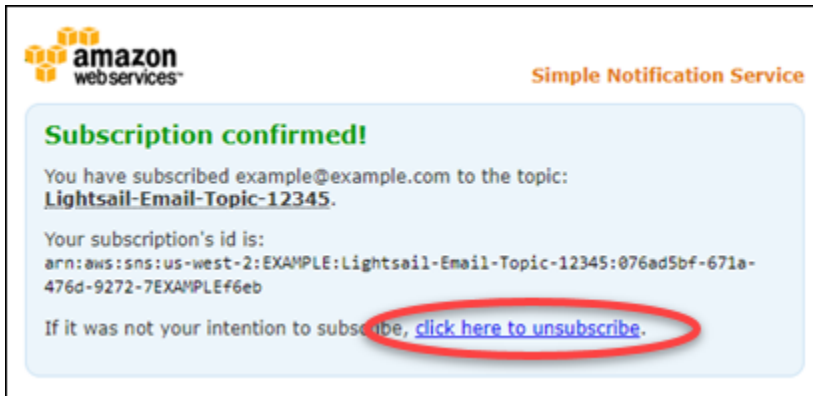 amazon
webservices™
Simple Notification Service
Subscription confirmed!
You have subscribed example@example.com to the topic:
Lightsail-Email-Topic-12345.
Your subscription's id is:
arn:aws:sns:us-west-2:EXAMPLE:Lightsail-Email-Topic-12345:076ad5bf-671a-
476d-9272-7EXAMPLEf6eb
If it was not your intention to subscribe, click here to unsubscribe.